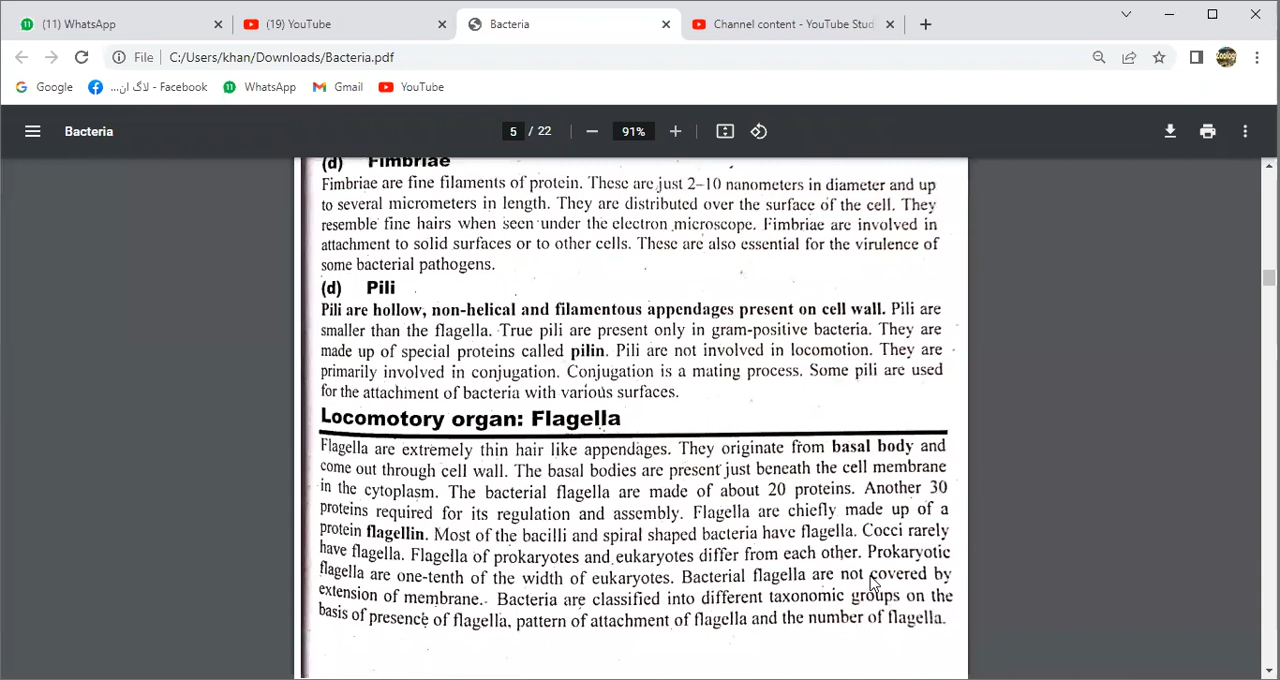 (11) WhatsApp
(19) YouTube
Bacteria
Channel content - YouTube Stud
File
C:/Users/khan/Downloads/Bacteria.pdf
Google
لاگ ان... - Facebook
WhatsApp
Gmail
YouTube
Bacteria
5 / 22
91%
(d) Fimbriae
Fimbriae are fine filaments of protein. These are just 2–10 nanometers in diameter and up
to several micrometers in length. They are distributed over the surface of the cell. They
resemble fine hairs when seen under the electron microscope. Fimbriae are involved in
attachment to solid surfaces or to other cells. These are also essential for the virulence of
some bacterial pathogens.
(d) Pili
Pili are hollow, non-helical and filamentous appendages present on cell wall. Pili are
smaller than the flagella. True pili are present only in gram-positive bacteria. They are
made up of special proteins called pilin. Pili are not involved in locomotion. They are
primarily involved in conjugation. Conjugation is a mating process. Some pili are used
for the attachment of bacteria with various surfaces.
Locomotory organ: Flagella
Flagella are extremely thin hair like appendages. They originate from basal body and
come out through cell wall. The basal bodies are present just beneath the cell membrane
in the cytoplasm. The bacterial flagella are made of about 20 proteins. Another 30
proteins required for its regulation and assembly. Flagella are chiefly made up of a
protein flagellin. Most of the bacilli and spiral shaped bacteria have flagella. Cocci rarely
have flagella. Flagella of prokaryotes and eukaryotes differ from each other. Prokaryotic
flagella are one-tenth of the width of eukaryotes. Bacterial flagella are not covered by
extension of membrane. Bacteria are classified into different taxonomic groups on the
basis of presence of flagella, pattern of attachment of flagella and the number of flagella.